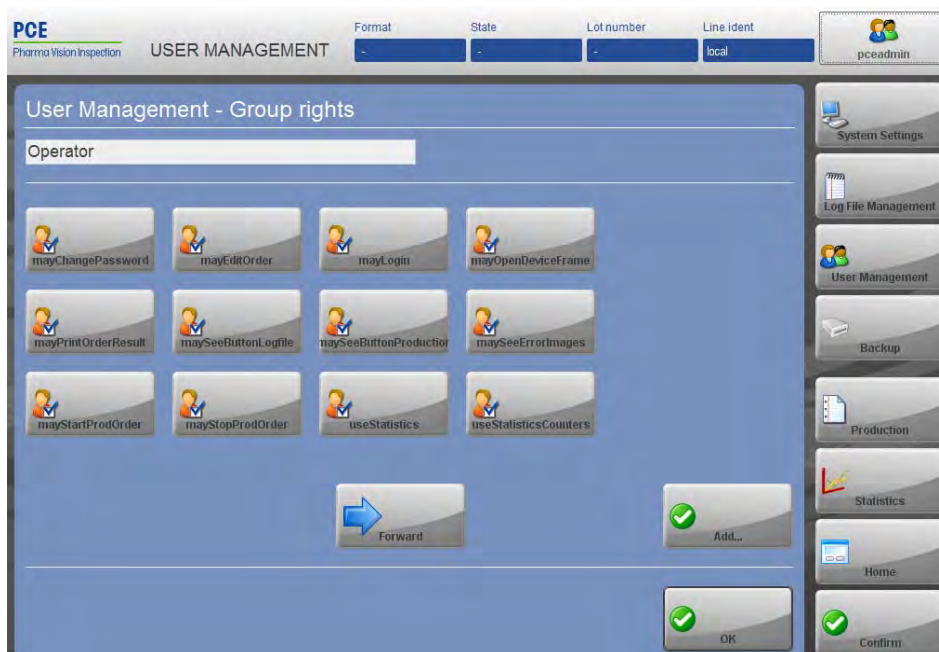 PCE
Pharma Vision Inspection
USER MANAGEMENT
Format
State
Lot number
Line ident
-
-
-
local
pceadmin
User Management - Group rights
Operator
mayChangePassword
mayEditOrder
mayLogin
mayOpenDeviceFrame
mayPrintOrderResult
maySeeButtonLogfile
maySeeButtonProduction
maySeeErrorImages
mayStartProdOrder
mayStopProdOrder
useStatistics
useStatisticsCounters
Forward
Add...
OK
System Settings
Log File Management
User Management
Backup
Production
Statistics
Home
Confirm